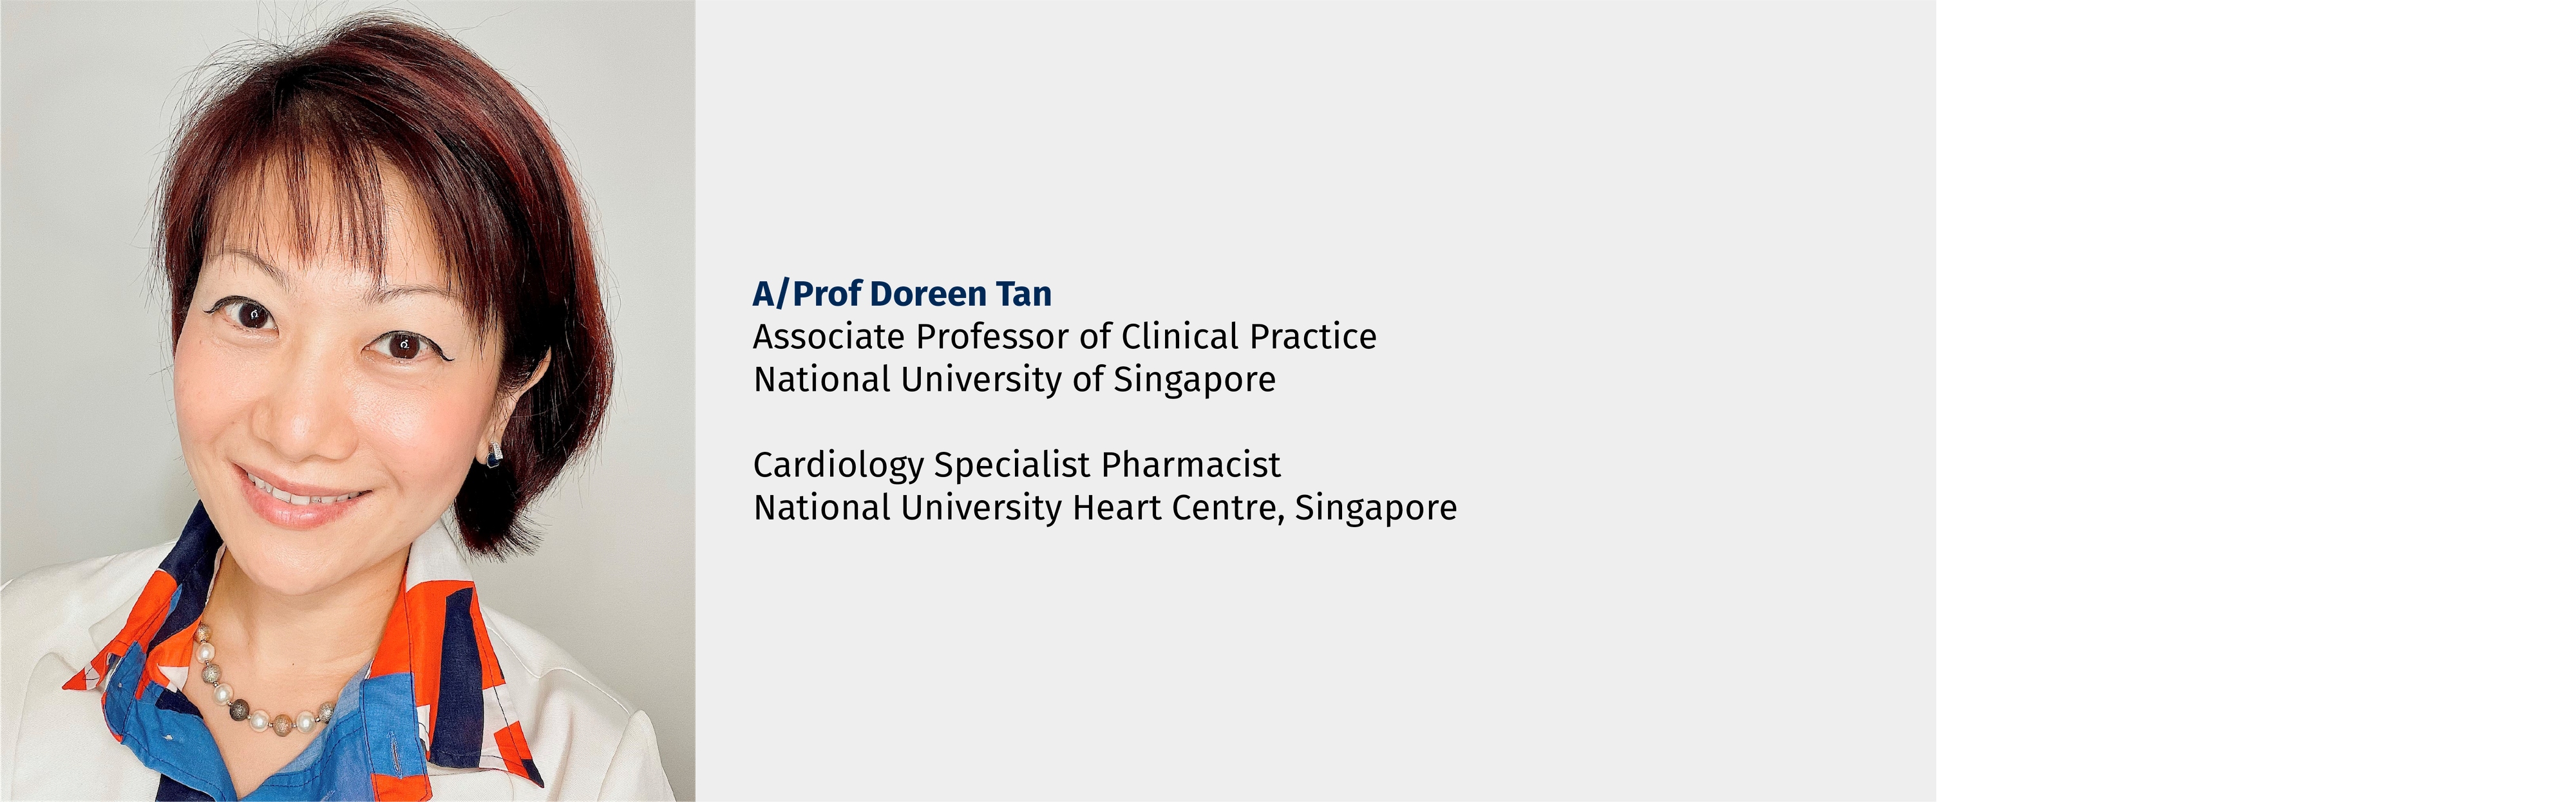 A/Prof Doreen Tan
Associate Professor of Clinical Practice
National University of Singapore
Cardiology Specialist Pharmacist
National University Heart Centre, Singapore